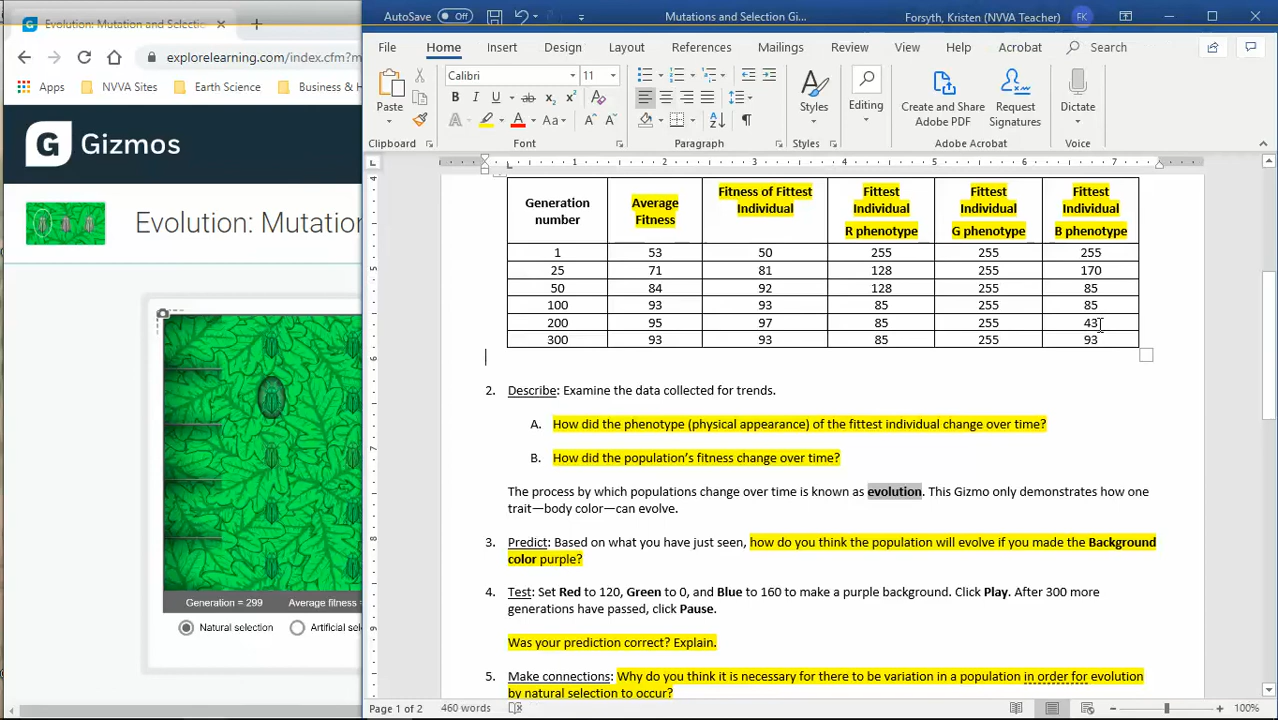 Evolution: Mutation and Selectio
AutoSave Off
Mutations and Selection Gi...
Forsyth, Kristen (NVVA Teacher) FK
explorelearning.com/index.cfm?m
Apps NVVA Sites Earth Science Business & H
File Home Insert Design Layout References Mailings Review View Help Acrobat Search
Calibri 11
Paste
Styles
Editing
Create and Share Adobe PDF
Request Signatures
Dictate
Clipboard Font Paragraph Styles Adobe Acrobat Voice
G Gizmos
Evolution: Mutation
Generation number Average Fitness Fitness of Fittest Individual Fittest Individual R phenotype Fittest Individual G phenotype Fittest Individual B phenotype
1 53 50 255 255 255
25 71 81 128 255 170
50 84 92 128 255 85
100 93 93 85 255 85
200 95 97 85 255 43
300 93 93 85 255 93
2. Describe: Examine the data collected for trends.
A. How did the phenotype (physical appearance) of the fittest individual change over time?
B. How did the population's fitness change over time?
The process by which populations change over time is known as evolution. This Gizmo only demonstrates how one
trait—body color—can evolve.
3. Predict: Based on what you have just seen, how do you think the population will evolve if you made the Background
color purple?
4. Test: Set Red to 120, Green to 0, and Blue to 160 to make a purple background. Click Play. After 300 more
generations have passed, click Pause.
Was your prediction correct? Explain.
5. Make connections: Why do you think it is necessary for there to be variation in a population in order for evolution
by natural selection to occur?
Generation = 299 Average fitness =
Natural selection Artificial sel
Page 1 of 2 460 words 100%